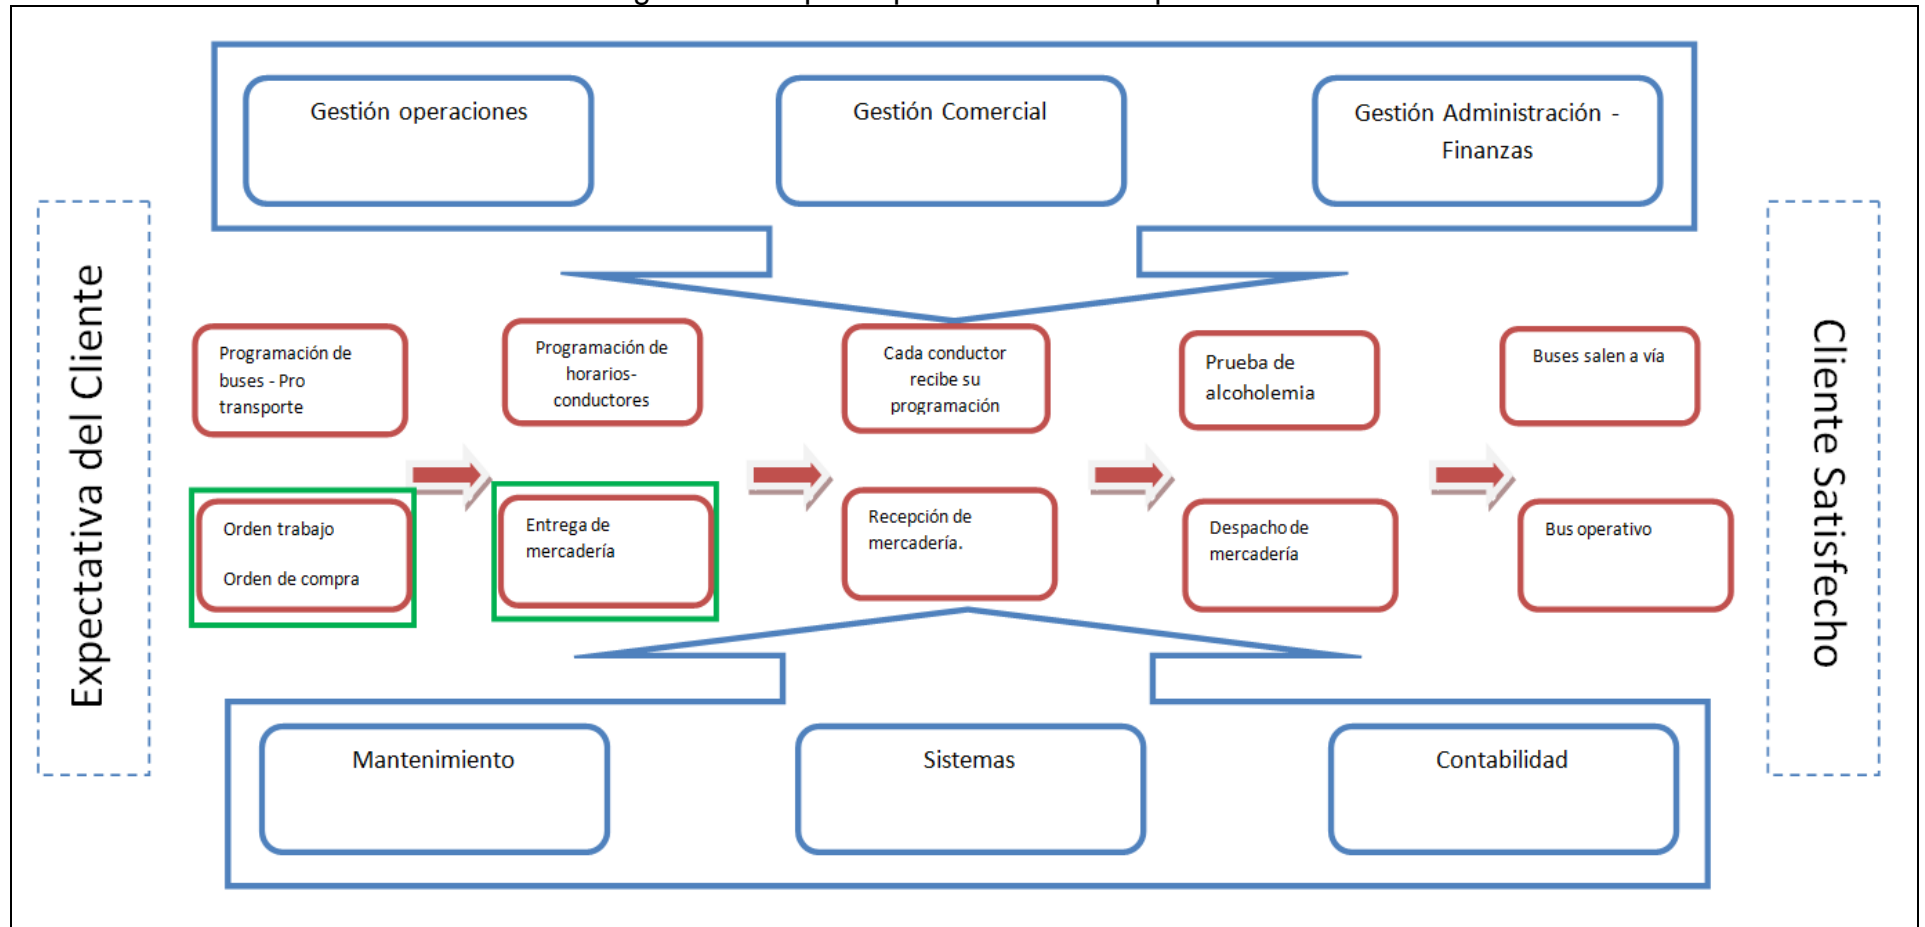 Gestión operaciones
Gestión Comercial
Gestión Administración -
Finanzas
Expectativa del Cliente
Programación de
buses - Pro
transporte
Programación de
horarios-
conductores
Cada conductor
recibe su
programación
Prueba de
alcoholemia
Buses salen a vía
Orden trabajo
Orden de compra
Entrega de
mercadería
Recepción de
mercadería.
Despacho de
mercadería
Bus operativo
Cliente Satisfecho
Mantenimiento
Sistemas
Contabilidad